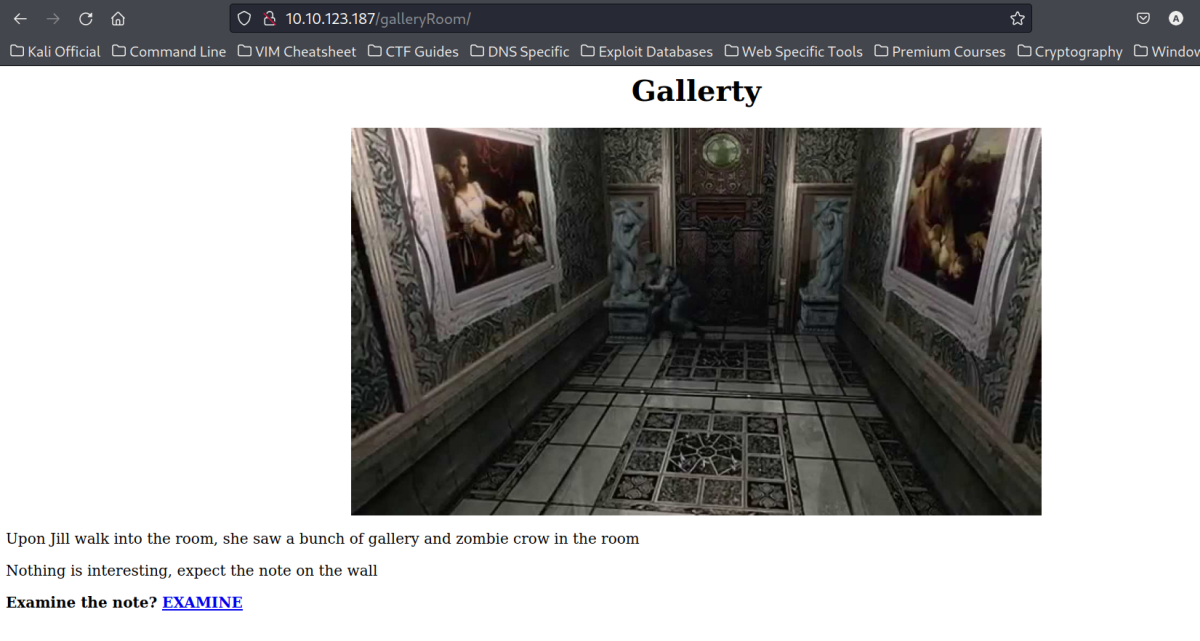 10.10.123.187/galleryRoom/
Kali Official Command Line VIM Cheatsheet CTF Guides DNS Specific Exploit Databases Web Specific Tools Premium Courses Cryptography Window
Gallerty
Upon Jill walk into the room, she saw a bunch of gallery and zombie crow in the room
Nothing is interesting, expect the note on the wall
Examine the note? EXAMINE